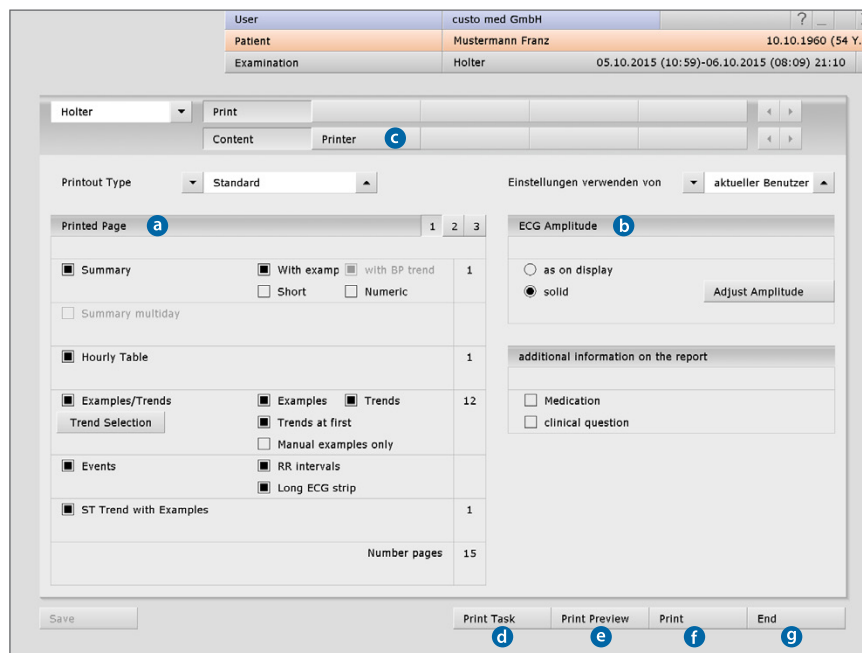 User custo med GmbH ? _
Patient Mustermann Franz 10.10.1960 (54 Y.
Examination Holter 05.10.2015 (10:59)-06.10.2015 (08:09) 21:10
Holter Print
Content Printer c
Printout Type Standard Einstellungen verwenden von aktueller Benutzer
Printed Page a 1 2 3
Summary With examp with BP trend 1
Short Numeric
Summary multiday
Hourly Table 1
Examples/Trends Examples Trends 12
Trend Selection Trends at first
Manual examples only
Events RR intervals
Long ECG strip
ST Trend with Examples 1
Number pages 15
ECG Amplitude b
as on display
solid Adjust Amplitude
additional information on the report
Medication
clinical question
Save Print Task Print Preview Print End
d e f g